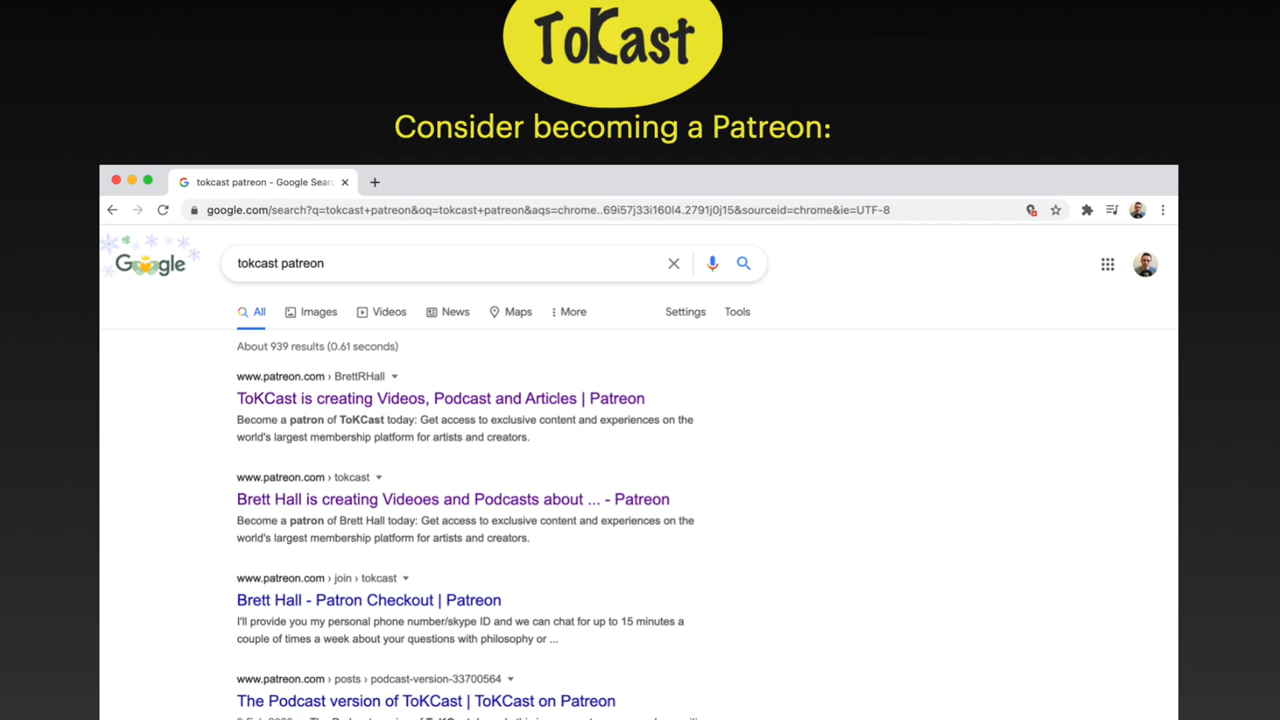 ToKast
Consider becoming a Patreon:
tokcast patreon - Google Sear
google.com/search?q=tokcast+patreon&oq=tokcast+patreon&aqs=chrome..69i57j33i160l4.2791j0j15&sourceid=chrome&ie=UTF-8
Google
tokcast patreon
All Images Videos News Maps More Settings Tools
About 939 results (0.61 seconds)
www.patreon.com › BrettRHall
ToKCast is creating Videos, Podcast and Articles | Patreon
Become a patron of ToKCast today: Get access to exclusive content and experiences on the
world's largest membership platform for artists and creators.
www.patreon.com › tokcast
Brett Hall is creating Videoes and Podcasts about ... - Patreon
Become a patron of Brett Hall today: Get access to exclusive content and experiences on the
world's largest membership platform for artists and creators.
www.patreon.com › join › tokcast
Brett Hall - Patron Checkout | Patreon
I'll provide you my personal phone number/skype ID and we can chat for up to 15 minutes a
couple of times a week about your questions with philosophy or ...
www.patreon.com › posts › podcast-version-33700564
The Podcast version of ToKCast | ToKCast on Patreon